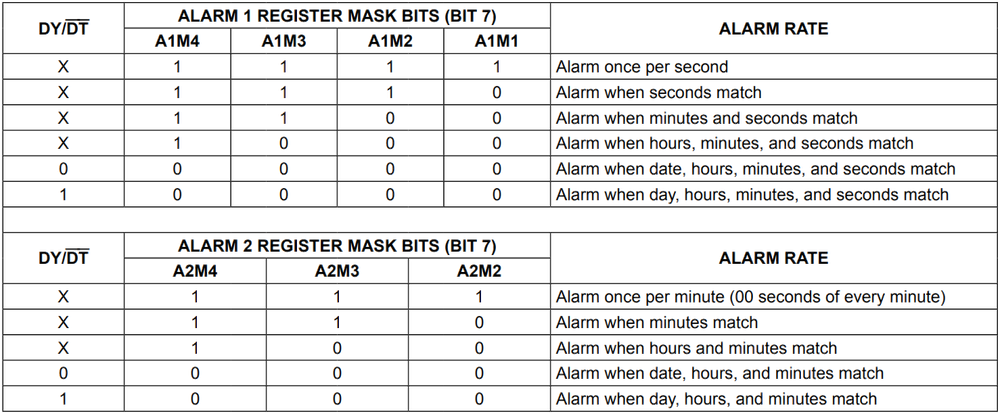 DY/D̅T̅ ALARM 1 REGISTER MASK BITS (BIT 7) ALARM RATE
A1M4 A1M3 A1M2 A1M1
X 1 1 1 1 Alarm once per second
X 1 1 1 0 Alarm when seconds match
X 1 1 0 0 Alarm when minutes and seconds match
X 1 0 0 0 Alarm when hours, minutes, and seconds match
0 0 0 0 0 Alarm when date, hours, minutes, and seconds match
1 0 0 0 0 Alarm when day, hours, minutes, and seconds match
DY/D̅T̅ ALARM 2 REGISTER MASK BITS (BIT 7) ALARM RATE
A2M4 A2M3 A2M2
X 1 1 1 Alarm once per minute (00 seconds of every minute)
X 1 1 0 Alarm when minutes match
X 1 0 0 Alarm when hours and minutes match
0 0 0 0 Alarm when date, hours, and minutes match
1 0 0 0 Alarm when day, hours, and minutes match